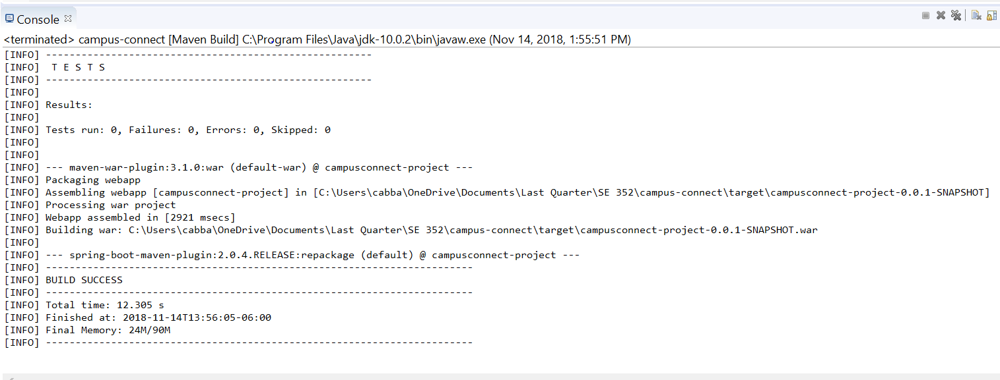 Console
<terminated> campus-connect [Maven Build] C:\Program Files\Java\jdk-10.0.2\bin\javaw.exe (Nov 14, 2018, 1:55:51 PM)
[INFO] -------------------------------------------------------
[INFO]  T E S T S
[INFO] -------------------------------------------------------
[INFO]
[INFO] Results:
[INFO]
[INFO] Tests run: 0, Failures: 0, Errors: 0, Skipped: 0
[INFO]
[INFO]
[INFO] --- maven-war-plugin:3.1.0:war (default-war) @ campusconnect-project ---
[INFO] Packaging webapp
[INFO] Assembling webapp [campusconnect-project] in [C:\Users\cabba\OneDrive\Documents\Last Quarter\SE 352\campus-connect\target\campusconnect-project-0.0.1-SNAPSHOT]
[INFO] Processing war project
[INFO] Webapp assembled in [2921 msecs]
[INFO] Building war: C:\Users\cabba\OneDrive\Documents\Last Quarter\SE 352\campus-connect\target\campusconnect-project-0.0.1-SNAPSHOT.war
[INFO]
[INFO] --- spring-boot-maven-plugin:2.0.4.RELEASE:repackage (default) @ campusconnect-project ---
[INFO] ------------------------------------------------------------------------
[INFO] BUILD SUCCESS
[INFO] ------------------------------------------------------------------------
[INFO] Total time: 12.305 s
[INFO] Finished at: 2018-11-14T13:56:05-06:00
[INFO] Final Memory: 24M/90M
[INFO] ------------------------------------------------------------------------